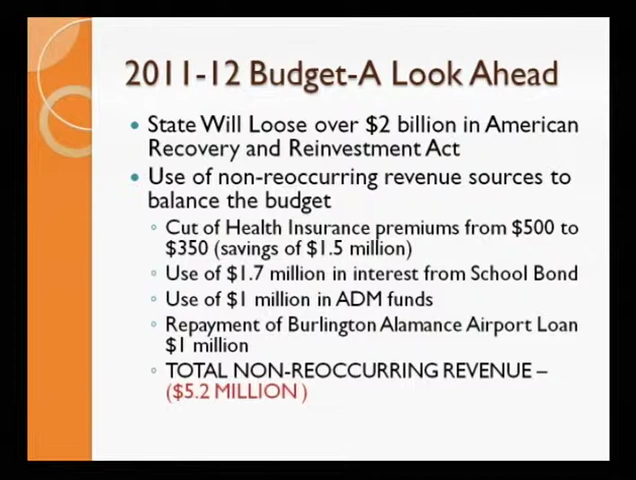 2011-12 Budget-A Look Ahead
• State Will Loose over $2 billion in American
Recovery and Reinvestment Act
• Use of non-reoccurring revenue sources to
balance the budget
◦ Cut of Health Insurance premiums from $500 to
$350 (savings of $1.5 million)
◦ Use of $1.7 million in interest from School Bond
◦ Use of $1 million in ADM funds
◦ Repayment of Burlington Alamance Airport Loan
$1 million
◦ TOTAL NON-REOCCURRING REVENUE –
($5.2 MILLION )